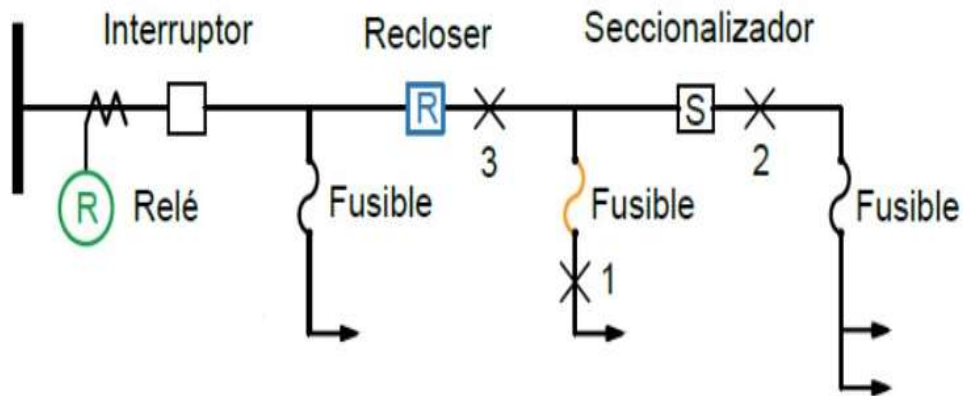 Interruptor Recloser Seccionalizador
R S
3 2
R Relé Fusible Fusible Fusible
1